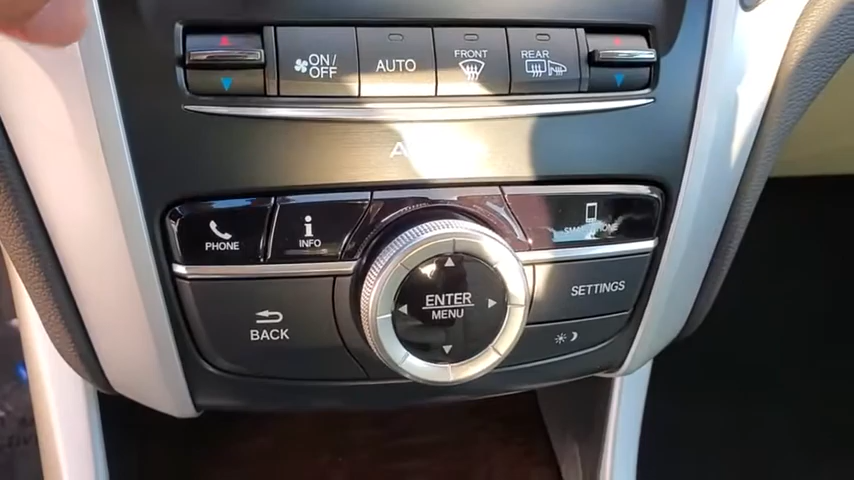 ON/
OFF
AUTO
FRONT
REAR
PHONE
i
INFO
ENTER
MENU
SETTINGS
BACK